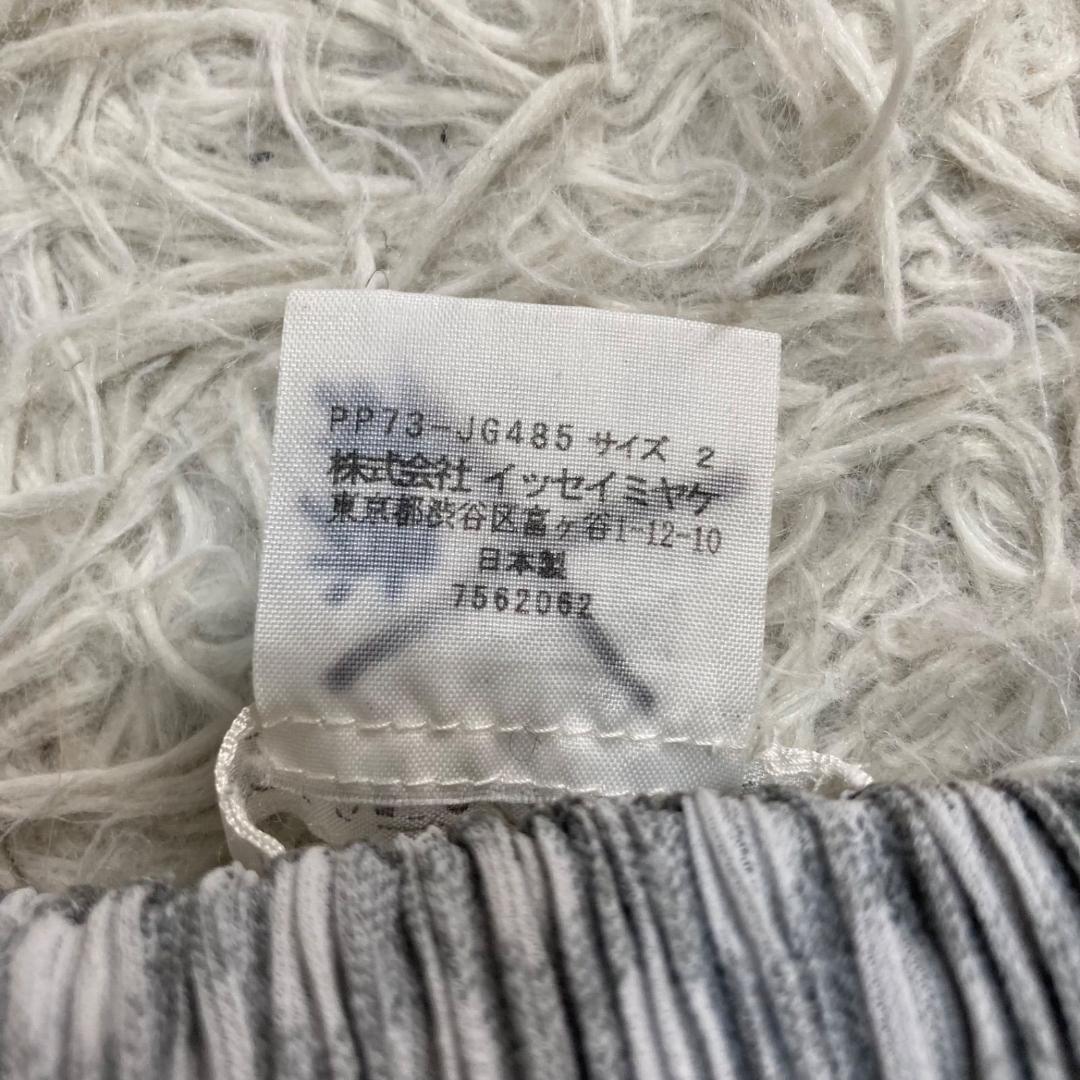 PP73-JG485 サイズ 2
株式会社 イッセイミヤケ
東京都渋谷区富ヶ谷1-12-10
日本製
7562062